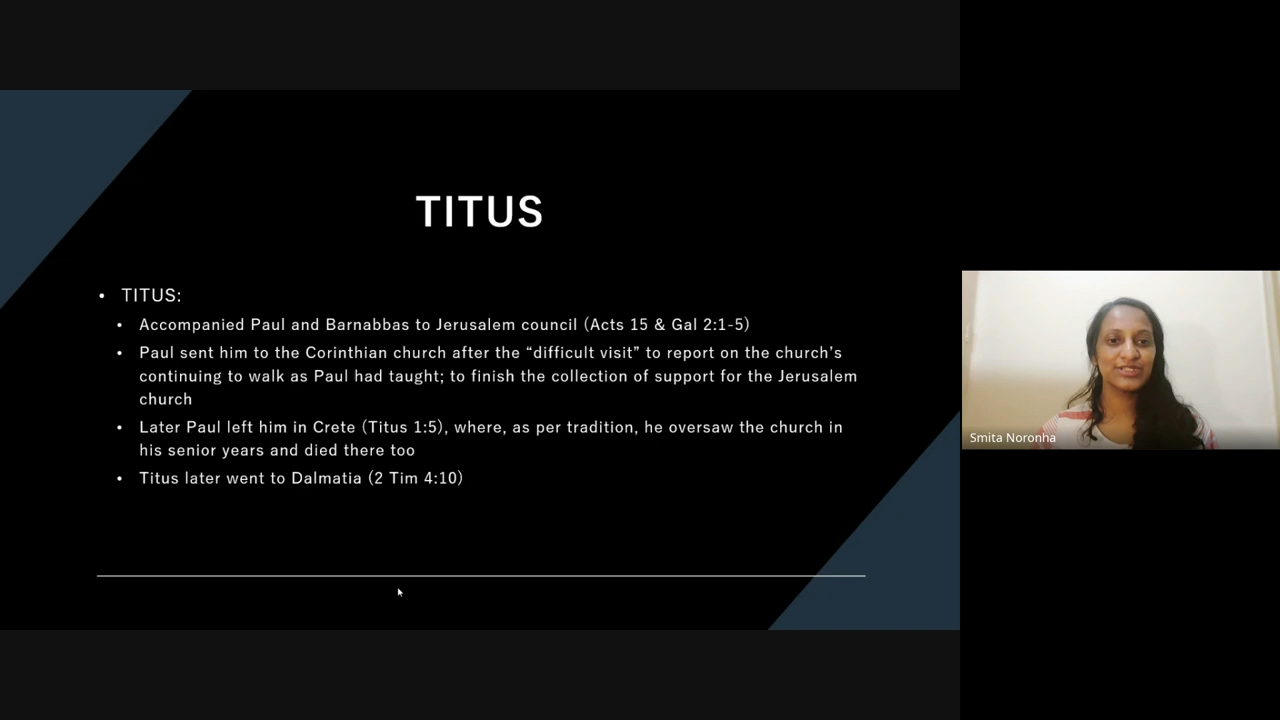 TITUS
• TITUS:
• Accompanied Paul and Barnabbas to Jerusalem council (Acts 15 & Gal 2:1-5)
• Paul sent him to the Corinthian church after the “difficult visit” to report on the church’s
continuing to walk as Paul had taught; to finish the collection of support for the Jerusalem
church
• Later Paul left him in Crete (Titus 1:5), where, as per tradition, he oversaw the church in
his senior years and died there too
• Titus later went to Dalmatia (2 Tim 4:10)
Smita Noronha